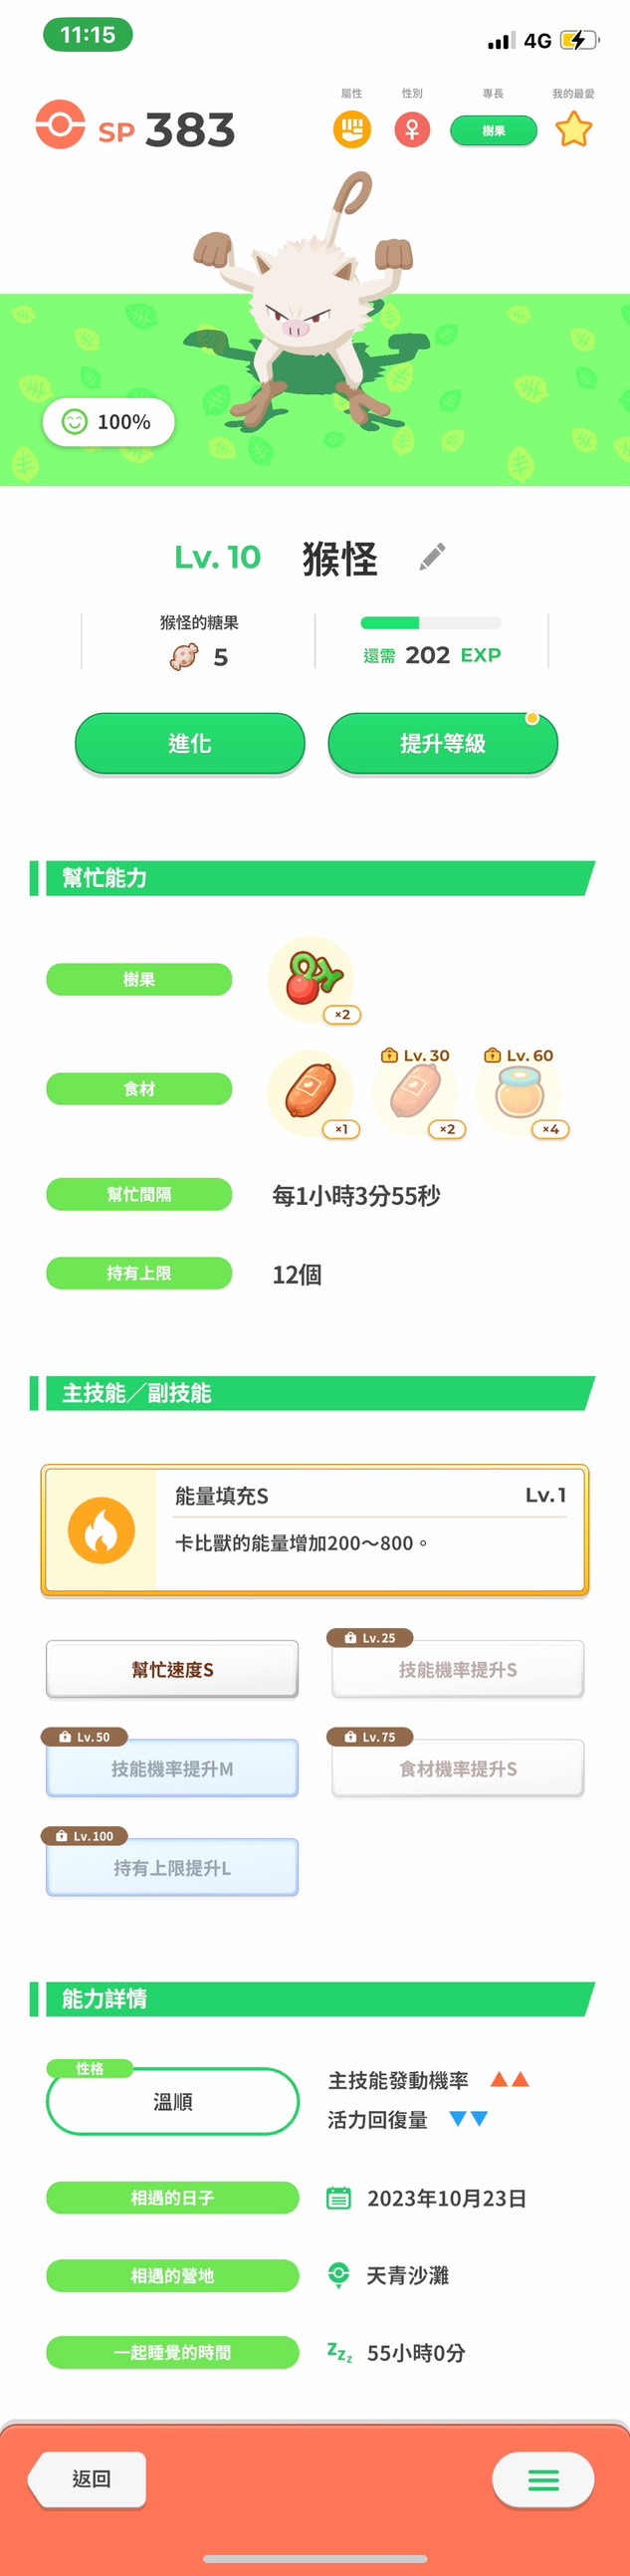 11:15
4G
屬性
性別
專長
我的最愛
SP 383
樹果
100%
Lv. 10 猴怪
猴怪的糖果
5
還需 202 EXP
進化
提升等級
幫忙能力
樹果
×2
食材
×1
Lv. 30
×2
Lv. 60
×4
幫忙間隔
每1小時3分55秒
持有上限
12個
主技能／副技能
能量填充S
Lv. 1
卡比獸的能量增加200～800。
幫忙速度S
Lv. 25
技能機率提升S
Lv. 50
技能機率提升M
Lv. 75
食材機率提升S
Lv. 100
持有上限提升L
能力詳情
性格
溫順
主技能發動機率 ▲▲
活力回復量 ▼▼
相遇的日子
2023年10月23日
相遇的營地
天青沙灘
一起睡覺的時間
zzz
55小時0分
返回